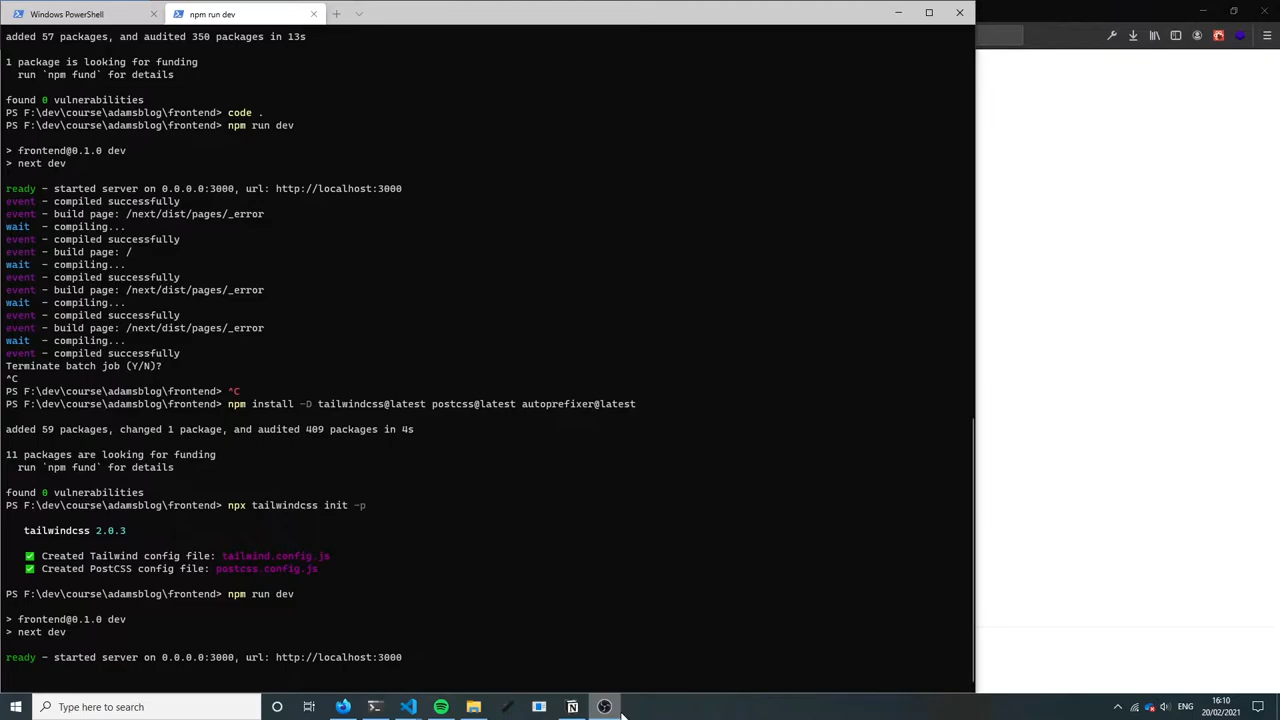 Windows PowerShell
npm run dev
added 57 packages, and audited 350 packages in 13s
1 package is looking for funding
run `npm fund` for details
found 0 vulnerabilities
PS F:\dev\course\adamsblog\frontend> code .
PS F:\dev\course\adamsblog\frontend> npm run dev
> frontend@0.1.0 dev
> next dev
ready - started server on 0.0.0.0:3000, url: http://localhost:3000
event - compiled successfully
event - build page: /next/dist/pages/_error
wait  - compiling...
event - compiled successfully
event - build page: /
wait  - compiling...
event - compiled successfully
event - build page: /next/dist/pages/_error
wait  - compiling...
event - compiled successfully
event - build page: /next/dist/pages/_error
wait  - compiling...
event - compiled successfully
Terminate batch job (Y/N)?
^C
PS F:\dev\course\adamsblog\frontend> ^C
PS F:\dev\course\adamsblog\frontend> npm install -D tailwindcss@latest postcss@latest autoprefixer@latest
added 59 packages, changed 1 package, and audited 409 packages in 4s
11 packages are looking for funding
run `npm fund` for details
found 0 vulnerabilities
PS F:\dev\course\adamsblog\frontend> npx tailwindcss init -p
tailwindcss 2.0.3
✅ Created Tailwind config file: tailwind.config.js
✅ Created PostCSS config file: postcss.config.js
PS F:\dev\course\adamsblog\frontend> npm run dev
> frontend@0.1.0 dev
> next dev
ready - started server on 0.0.0.0:3000, url: http://localhost:3000
Type here to search
ENG
16:10
20/02/2021